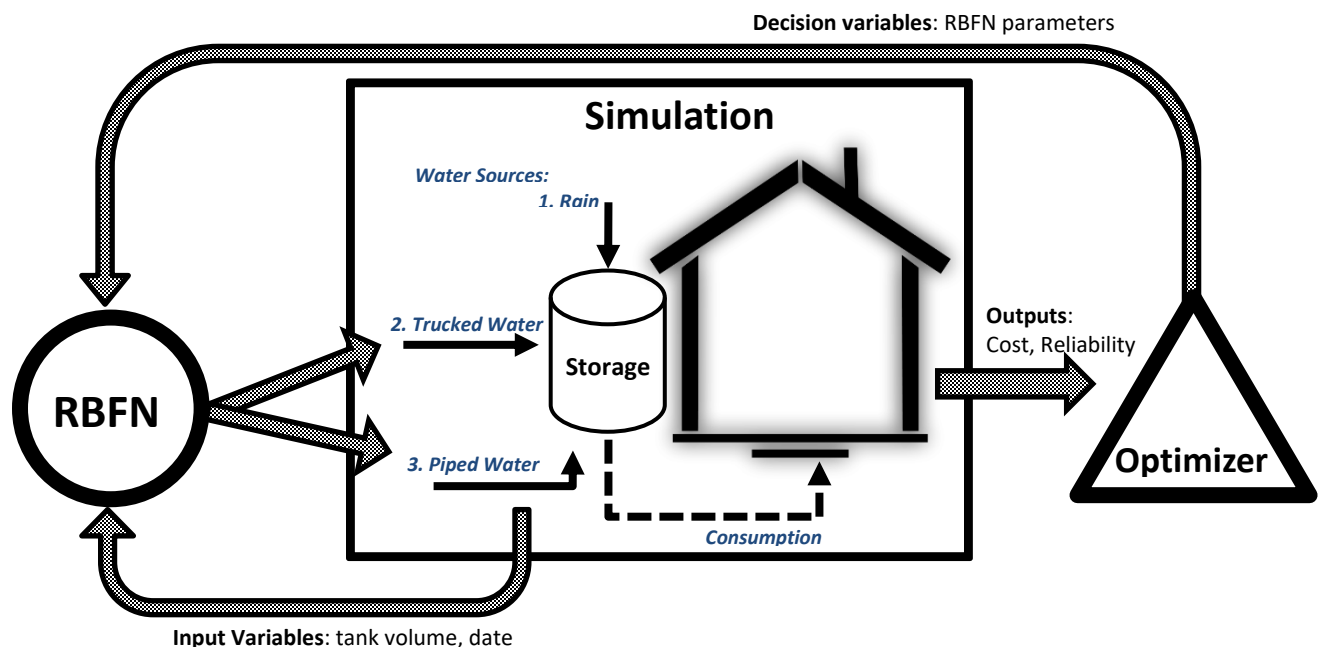 Decision variables: RBFN parameters
Simulation
Water Sources:
1. Rain
2. Trucked Water
Storage
Outputs:
Cost, Reliability
RBFN
3. Piped Water
Optimizer
Consumption
Input Variables: tank volume, date